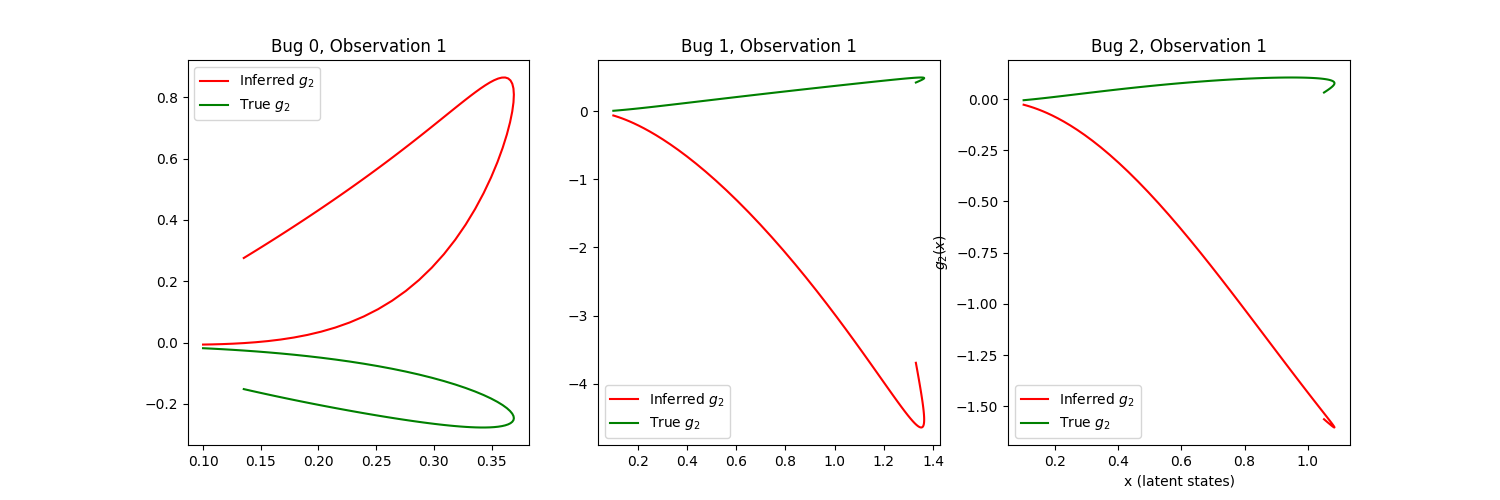 Bug 0, Observation 1
Inferred g₂
True g₂
0.8
0.6
0.4
0.2
0.0
−0.2
0.10 0.15 0.20 0.25 0.30 0.35
Bug 1, Observation 1
0
−1
−2
−3
−4
Inferred g₂
True g₂
0.2 0.4 0.6 0.8 1.0 1.2 1.4
Bug 2, Observation 1
g₂(x)
0.00
−0.25
−0.50
−0.75
−1.00
−1.25
−1.50
Inferred g₂
True g₂
0.2 0.4 0.6 0.8 1.0
x (latent states)